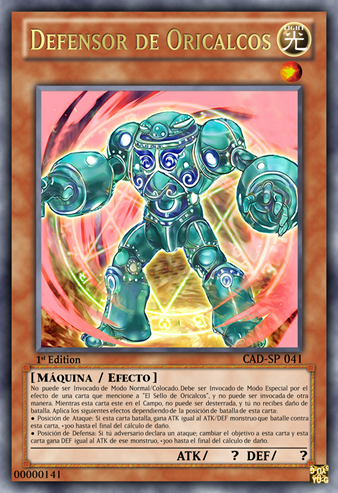 DEFENSOR DE ORICALCOS
LIGHT
光
1st Edition
CAD-SP 041
[MÁQUINA / EFECTO]
No puede ser Invocado de Modo Normal/Colocado.Debe ser Invocado de Modo Especial por el
efecto de una carta que mencione a "El Sello de Oricalcos", y no puede ser invocada de otra
manera. Mientras esta carta este en el Campo, no puede ser desterrada, y tú no recibes daño de
batalla. Aplica los siguientes efectos dependiendo de la posición de batalla de esta carta:
● Posición de Ataque: Si esta carta batalla, gana ATK igual al ATK/DEF monstruo que batalle contra
esta carta, +300 hasta el final del cálculo de daño.
● Posición de Defensa: Si tu adversario declara un ataque; cambiar el objetivo a esta carta y esta
carta gana DEF igual al ATK de ese monstruo, +300 hasta el final del cálculo de daño.
ATK/ ? DEF/ ?
00000141